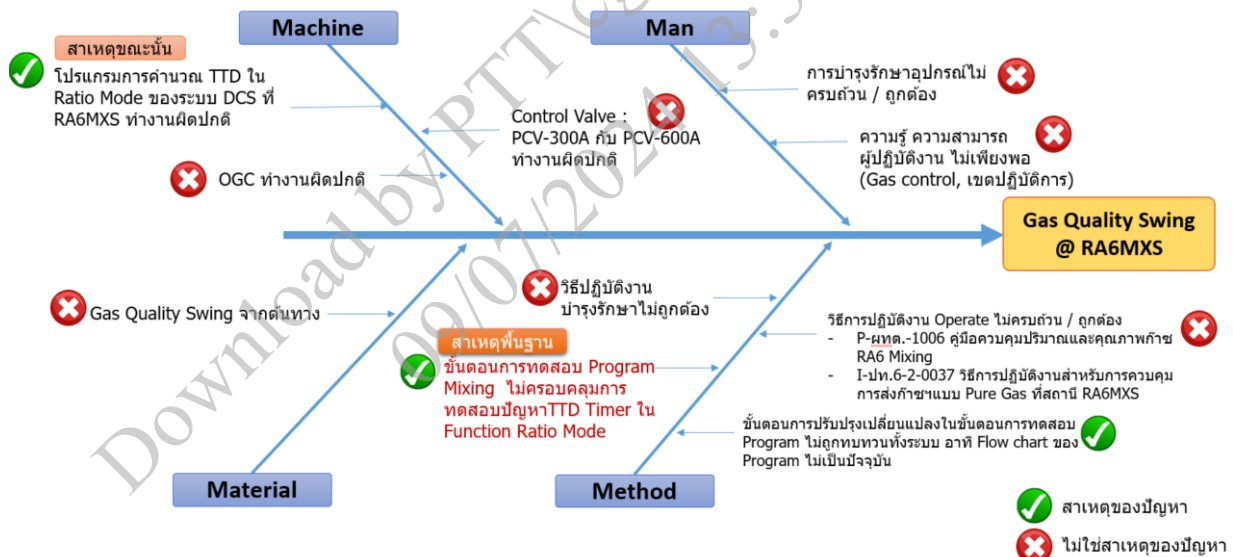 Machine
Man
สาเหตุขณะนั้น
โปรแกรมการคำนวณ TTD ใน
Ratio Mode ของระบบ DCS ที่
RA6MXS ทำงานผิดปกติ
OGC ทำงานผิดปกติ
Control Valve :
PCV-300A กับ PCV-600A
ทำงานผิดปกติ
การบำรุงรักษาอุปกรณ์ไม่
ครบถ้วน / ถูกต้อง
ความรู้ ความสามารถ
ผู้ปฏิบัติงาน ไม่เพียงพอ
(Gas control, เขตปฏิบัติการ)
Gas Quality Swing
@ RA6MXS
Gas Quality Swing จากต้นทาง
วิธีปฏิบัติงาน
บำรุงรักษาไม่ถูกต้อง
สาเหตุพื้นฐาน
ขั้นตอนการทดสอบ Program
Mixing ไม่ครอบคลุมการ
ทดสอบปัญหาTTD Timer ใน
Function Ratio Mode
วิธีการปฏิบัติงาน Operate ไม่ครบถ้วน / ถูกต้อง
- P-ผทต.-1006 คู่มือควบคุมปริมาณและคุณภาพก๊าซ
RA6 Mixing
- I-ปท.6-2-0037 วิธีการปฏิบัติงานสำหรับการควบคุม
การส่งก๊าซฯแบบ Pure Gas ที่สถานี RA6MXS
ขั้นตอนการปรับปรุงเปลี่ยนแปลงในขั้นตอนการทดสอบ
Program ไม่ถูกทบทวนทั้งระบบ อาทิ Flow chart ของ
Program ไม่เป็นปัจจุบัน
Material
Method
สาเหตุของปัญหา
ไม่ใช่สาเหตุของปัญหา
Download by PTT\
09/07/2024 13: